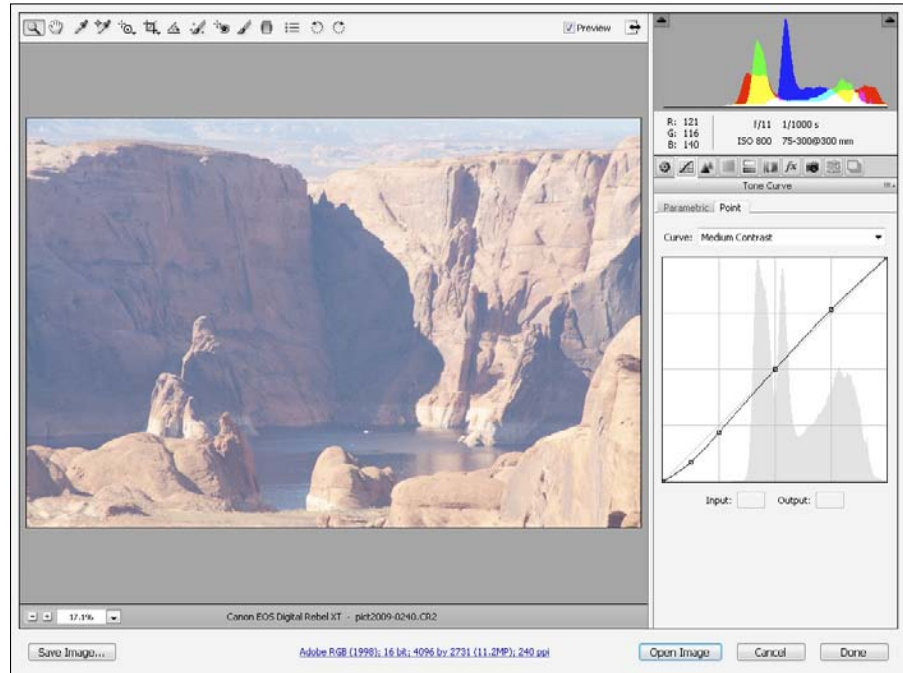 Preview
R: 121
G: 116
B: 140
f/11 1/1000 s
ISO 800 75-300@300 mm
fx
Tone Curve
Parametric Point
Curve: Medium Contrast
Input: Output:
17.1%
Canon EOS Digital Rebel XT - pict2009-0240.CR2
Save Image...
Adobe RGB (1998); 16 bit; 4096 by 2731 (11.2MP); 240 ppi
Open Image
Cancel
Done